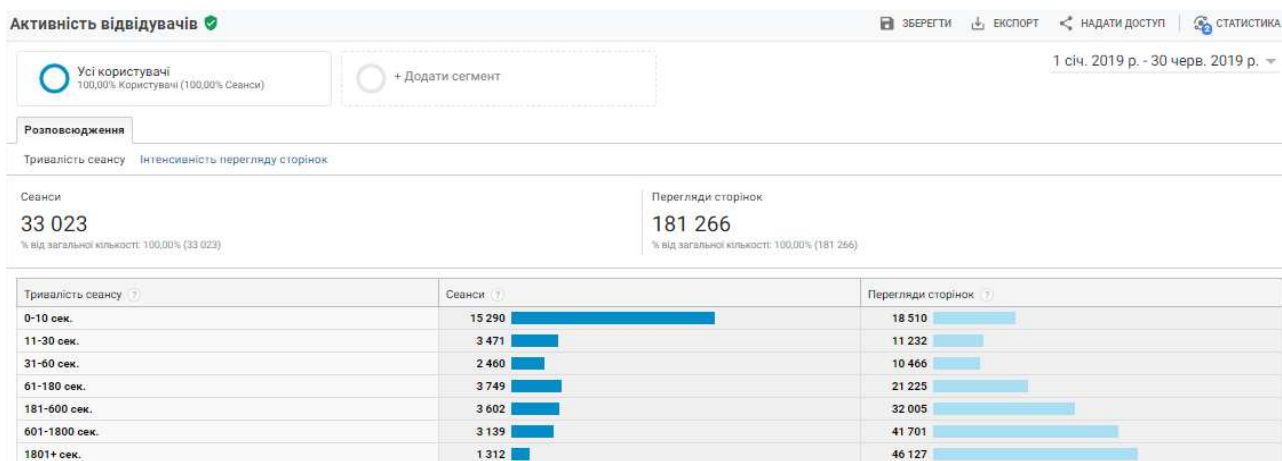 Активність відвідувачів
ЗБЕРЕГТИ ЕКСПОРТ НАДАТИ ДОСТУП СТАТИСТИКА
1 січ. 2019 р. - 30 черв. 2019 р.
Усі користувачі
100,00% Користувачі (100,00% Сеанси)
+ Додати сегмент
Розповсюдження
Тривалість сеансу Інтенсивність перегляду сторінок
Сеанси Перегляди сторінок
33 023 181 266
% від загальної кількості: 100,00% (33 023) % від загальної кількості: 100,00% (181 266)
Тривалість сеансу ? Сеанси ? Перегляди сторінок ?
0-10 сек. 15 290 18 510
11-30 сек. 3 471 11 232
31-60 сек. 2 460 10 466
61-180 сек. 3 749 21 225
181-600 сек. 3 602 32 005
601-1800 сек. 3 139 41 701
1801+ сек. 1 312 46 127